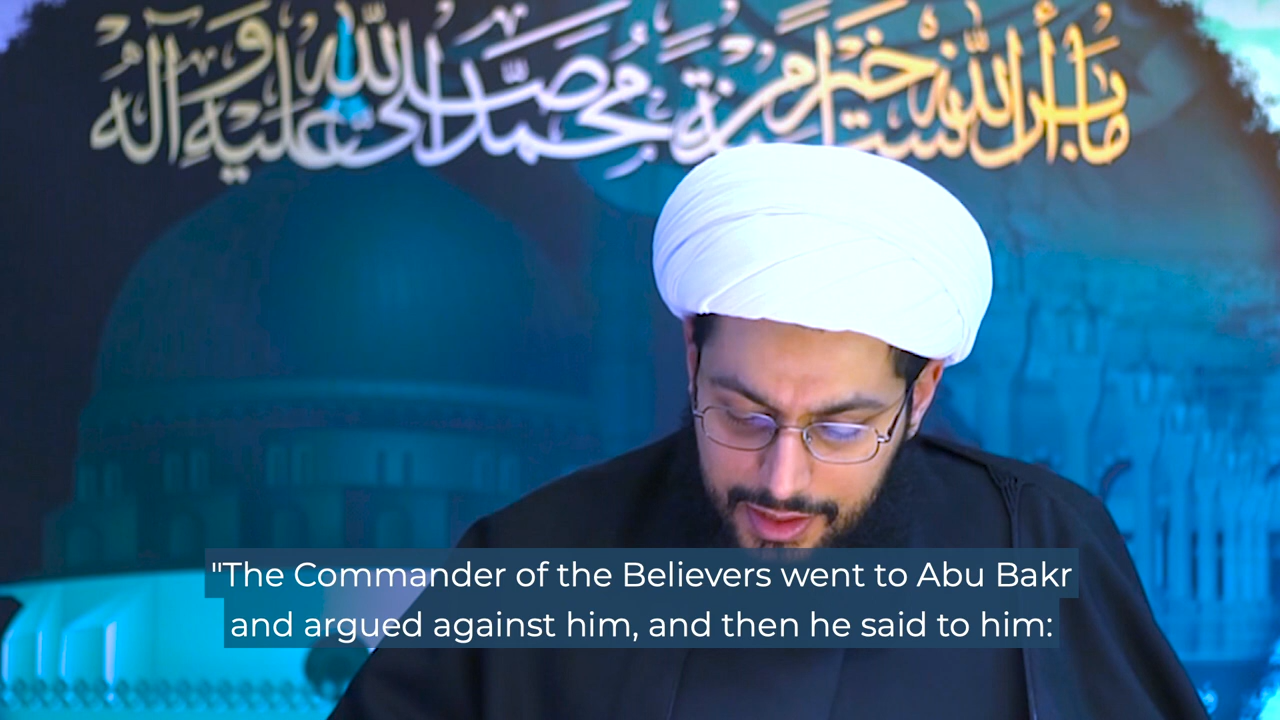 محمد صلى الله عليه وآله
"The Commander of the Believers went to Abu Bakr
and argued against him, and then he said to him: